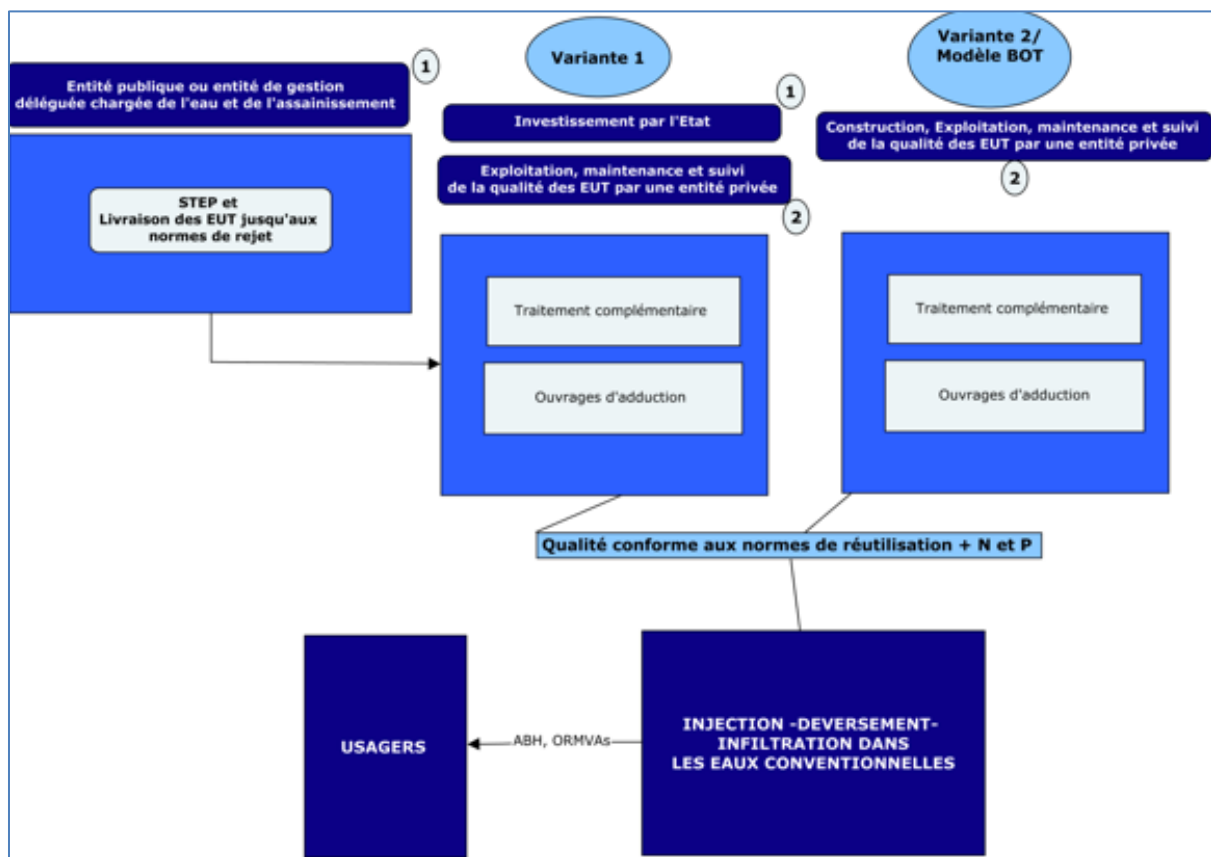 Entité publique ou entité de gestion
déléguée chargée de l'eau et de l'assainissement
1
STEP et
Livraison des EUT jusqu'aux
normes de rejet
Variante 1
1
Investissement par l'Etat
Exploitation, maintenance et suivi
de la qualité des EUT par une entité privée
2
Traitement complémentaire
Ouvrages d'adduction
Variante 2/
Modèle BOT
Construction, Exploitation, maintenance et suivi
de la qualité des EUT par une entité privée
2
Traitement complémentaire
Ouvrages d'adduction
Qualité conforme aux normes de réutilisation + N et P
USAGERS
ABH, ORMVAs
INJECTION -DEVERSEMENT-
INFILTRATION DANS
LES EAUX CONVENTIONNELLES